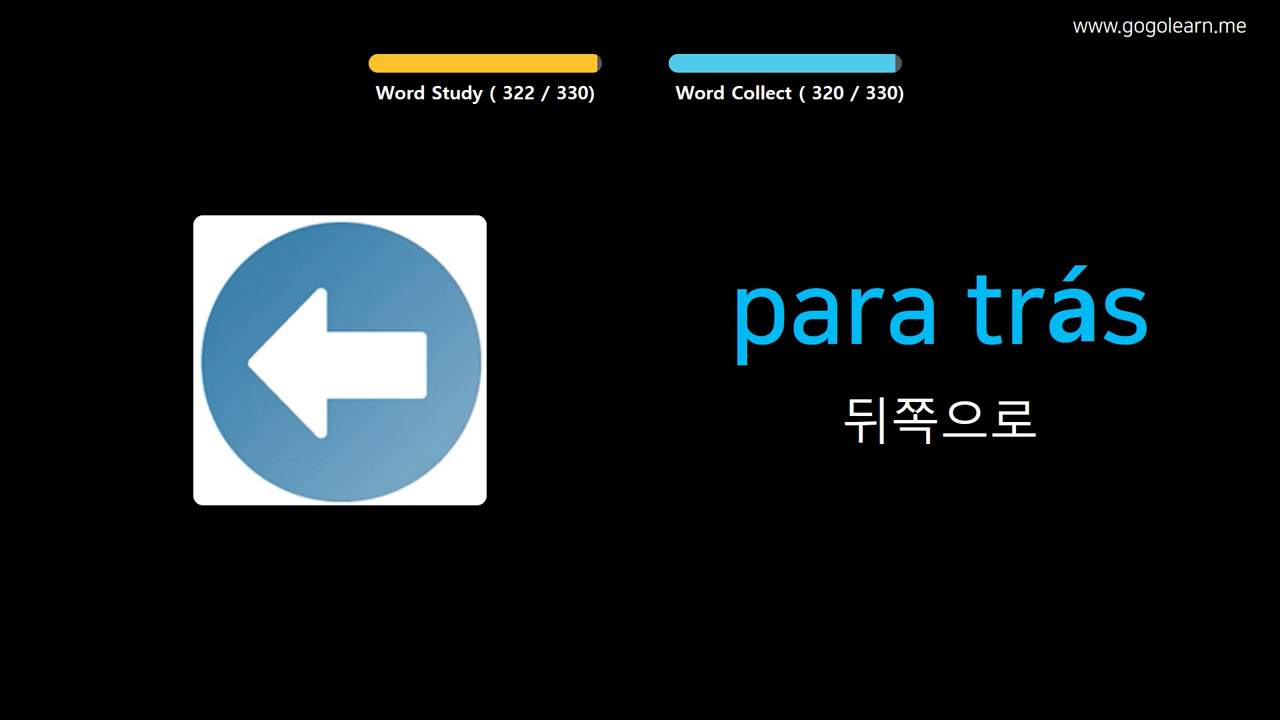 www.gogolearn.me
Word Study ( 322 / 330)
Word Collect ( 320 / 330)
para trás
뒤쪽으로